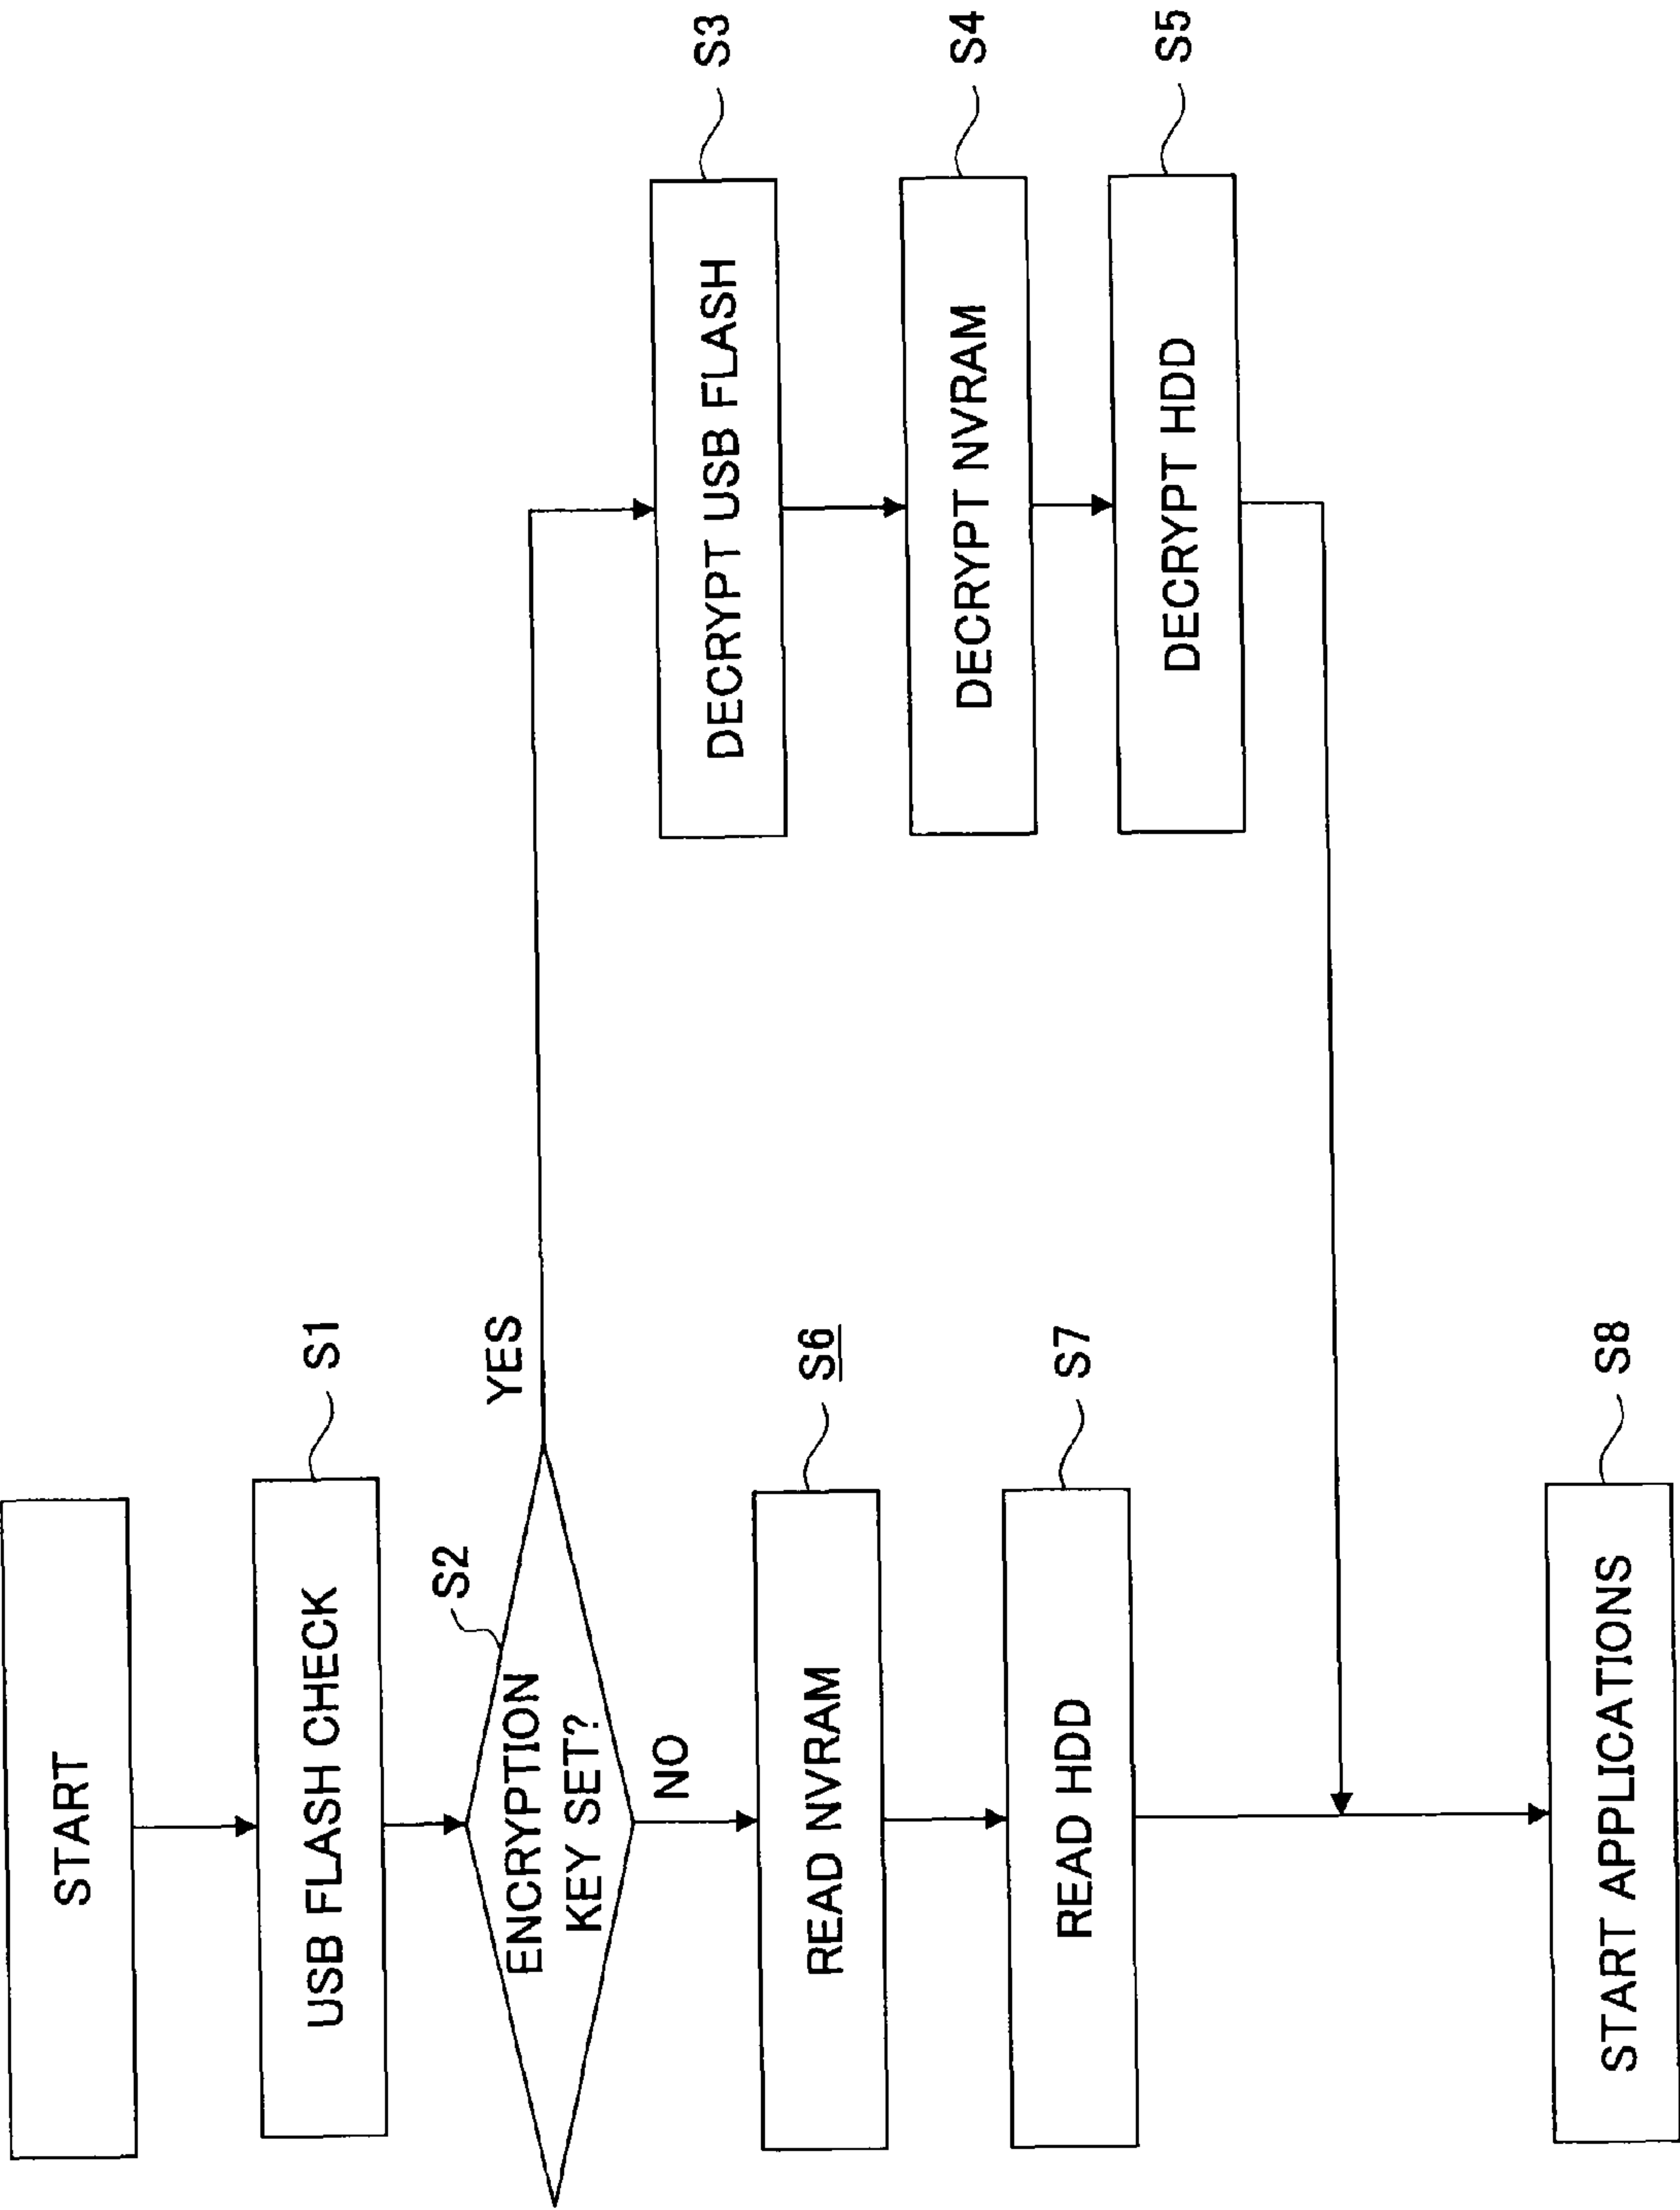 START
USB FLASH CHECK
S1
S2
ENCRYPTION
KEY SET?
YES
NO
DECRYPT USB FLASH
S3
DECRYPT NVRAM
S4
DECRYPT HDD
S5
READ NVRAM
S6
READ HDD
S7
START APPLICATIONS
S8